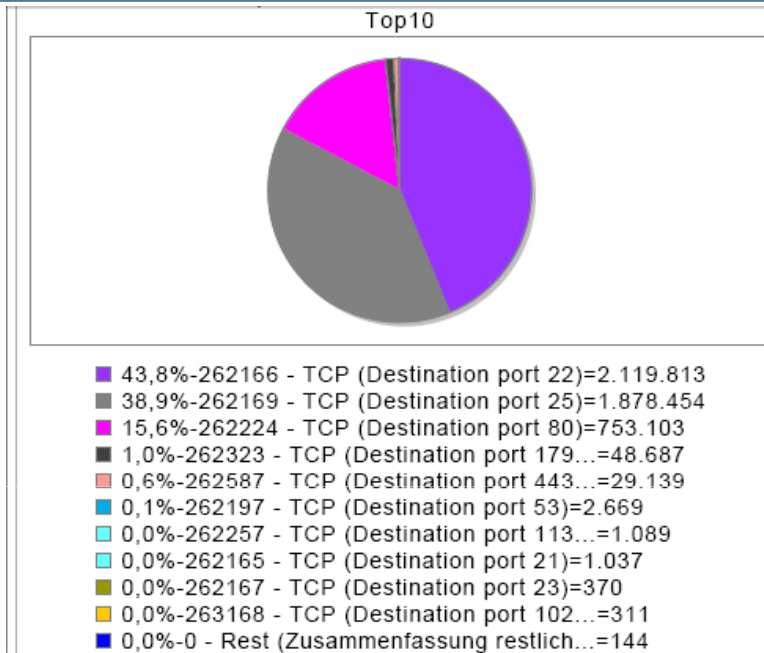 Top10
43,8%-262166 - TCP (Destination port 22)=2.119.813
38,9%-262169 - TCP (Destination port 25)=1.878.454
15,6%-262224 - TCP (Destination port 80)=753.103
1,0%-262323 - TCP (Destination port 179...=48.687
0,6%-262587 - TCP (Destination port 443...=29.139
0,1%-262197 - TCP (Destination port 53)=2.669
0,0%-262257 - TCP (Destination port 113...=1.089
0,0%-262165 - TCP (Destination port 21)=1.037
0,0%-262167 - TCP (Destination port 23)=370
0,0%-263168 - TCP (Destination port 102...=311
0,0%-0 - Rest (Zusammenfassung restlich...=144